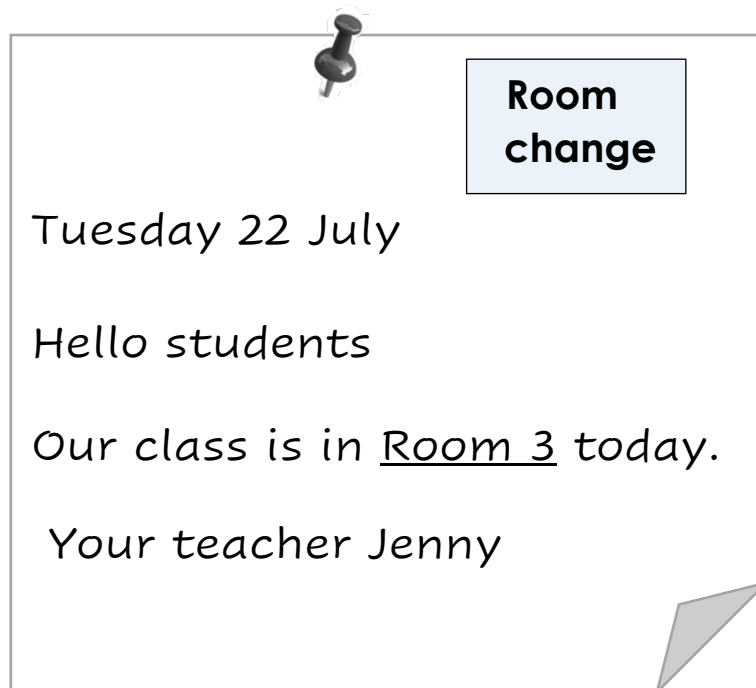 Room
change
Tuesday 22 July
Hello students
Our class is in Room 3 today.
Your teacher Jenny